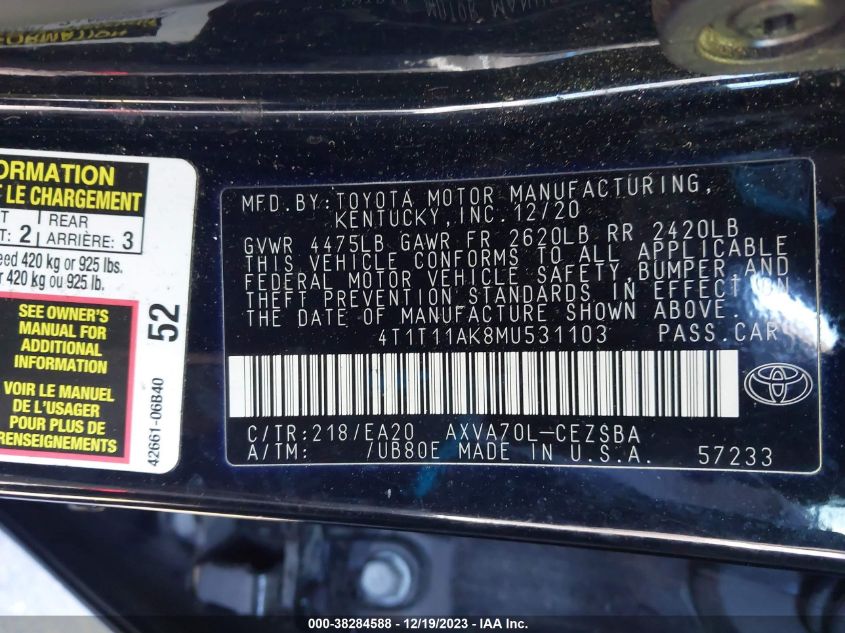 ORMATION
LE CHARGEMENT
REAR
2
ARRIÈRE: 3
eed 420 kg or 925 lbs.
r 420 kg ou 925 lb.
SEE OWNER'S
MANUAL FOR
ADDITIONAL
INFORMATION
VOIR LE MANUEL
DE L'USAGER
POUR PLUS DE
RENSEIGNEMENTS
52
42661-06B40
MFD.BY:TOYOTA MOTOR MANUFACTURING,
KENTUCKY,INC. 12/20
GVWR 4475LB GAWR FR 2620LB RR 2420LB
THIS VEHICLE CONFORMS TO ALL APPLICABLE
FEDERAL MOTOR VEHICLE SAFETY,BUMPER,AND
THEFT PREVENTION STANDARDS IN EFFECT ON
THE DATE OF MANUFACTURE SHOWN ABOVE.
4T1T11AK8MU531103 PASS.CAR
C/TR:218/EA20 AXVA70L-CEZSBA
A/TM: /UB80E MADE IN U.S.A. 57233
000-38284588 - 12/19/2023 - IAAI.com